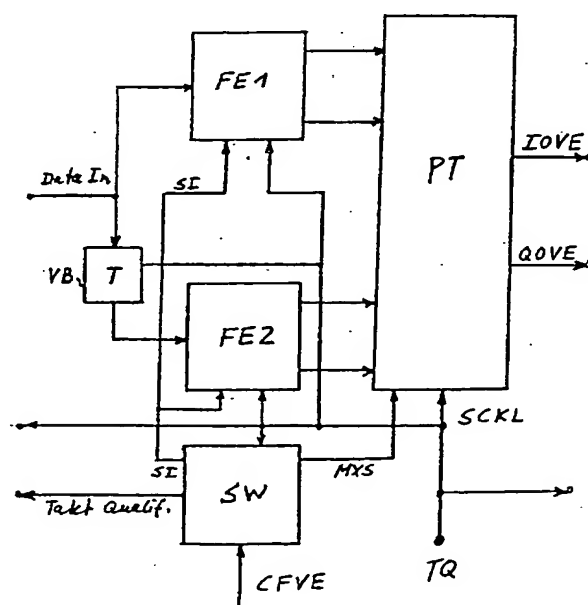 FE1
IOVE
PT
Data In
SI
QOVE
VB
T
FE2
SCKL
SI
MXS
SW
Takt Qualif.
CFVE
TQ